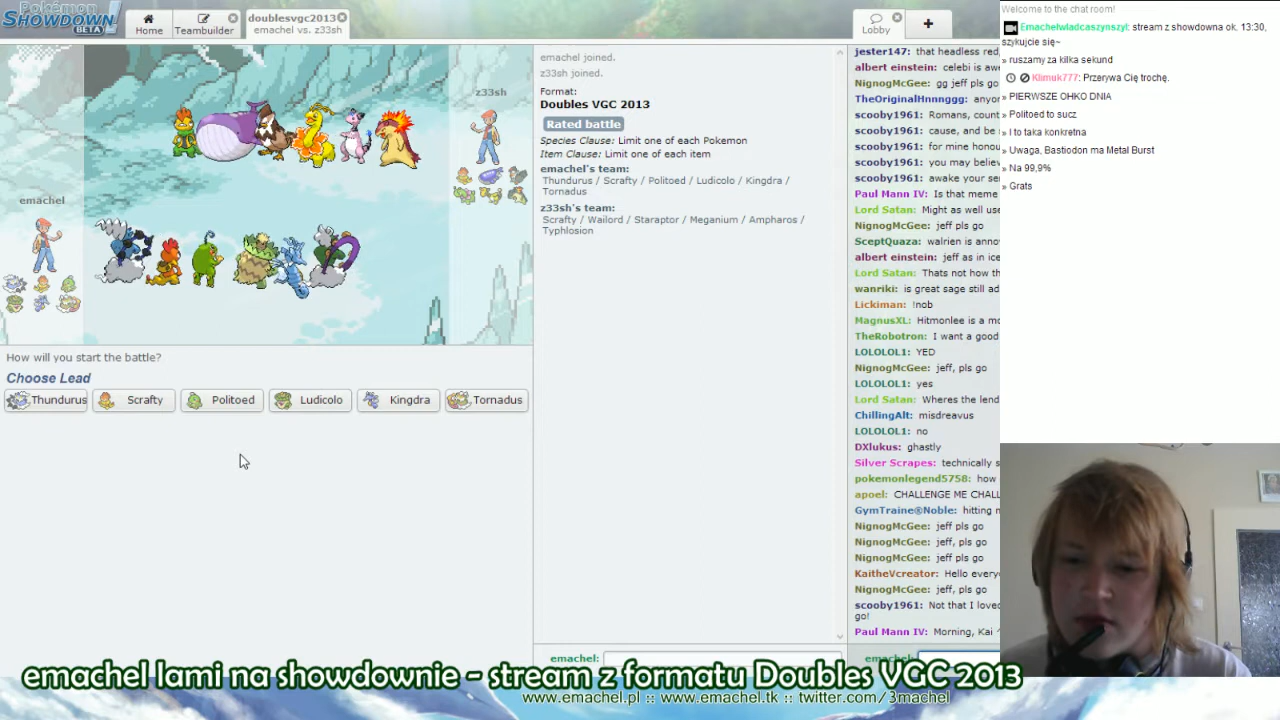 Pokémon
Showdown!
BETA
Home
Teambuilder
doublesvgc2013
emachel vs. z33sh
Lobby
emachel
z33sh
How will you start the battle?
Choose Lead
Thundurus
Scrafty
Politoed
Ludicolo
Kingdra
Tornadus
emachel joined.
z33sh joined.
Format:
Doubles VGC 2013
Rated battle
Species Clause: Limit one of each Pokemon
Item Clause: Limit one of each item
emachel's team:
Thundurus / Scrafty / Politoed / Ludicolo / Kingdra /
Tornadus
z33sh's team:
Scrafty / Wailord / Staraptor / Meganium / Ampharos /
Typhlosion
emachel:
jester147: that headless red,
albert einstein: celebi is awe
NignogMcGee: gg jeff pls go
TheOriginalHnnnggg: anyon
scooby1961: Romans, count
scooby1961: cause, and be
scooby1961: for mine honou
scooby1961: you may believ
scooby1961: awake your sen
Paul Mann IV: Is that meme
Lord Satan: Might as well use
NignogMcGee: jeff pls go
SceptQuaza: walrien is anno
albert einstein: jeff as in ice
Lord Satan: Thats not how th
wanriki: is great sage still ad
Lickiman: !nob
MagnusXL: Hitmonlee is a mo
TheRobotron: I want a good
LOLOLOL1: YED
NignogMcGee: jeff, pls go
LOLOLOL1: yes
Lord Satan: Wheres the lend
ChillingAlt: misdreavus
LOLOLOL1: no
DXlukus: ghastly
Silver Scrapes: technically s
pokemonlegend5758: how
apoel: CHALLENGE ME CHALL
GymTraine®Noble: hitting m
NignogMcGee: jeff pls go
NignogMcGee: jeff, pls go
NignogMcGee: jeff pls go
KaitheVcreator: Hello every
NignogMcGee: jeff, pls go
scooby1961: Not that I loved
go!
Paul Mann IV: Morning, Kai ^
emachel:
Welcome to the chat room!
Emachelwladcaszynszyl: stream z showdowna ok. 13:30,
szykujcie się~
» ruszamy za kilka sekund
Klimuk777: Przerywa Cię trochę.
» PIERWSZE OHKO DNIA
» Politoed to sucz
» I to taka konkretna
» Uwaga, Bastiodon ma Metal Burst
» Na 99,9%
» Grats
emachel łami na showdownie - stream z formatu Doubles VGC 2013
www.emachel.pl :: www.emachel.tk :: twitter.com/3machel